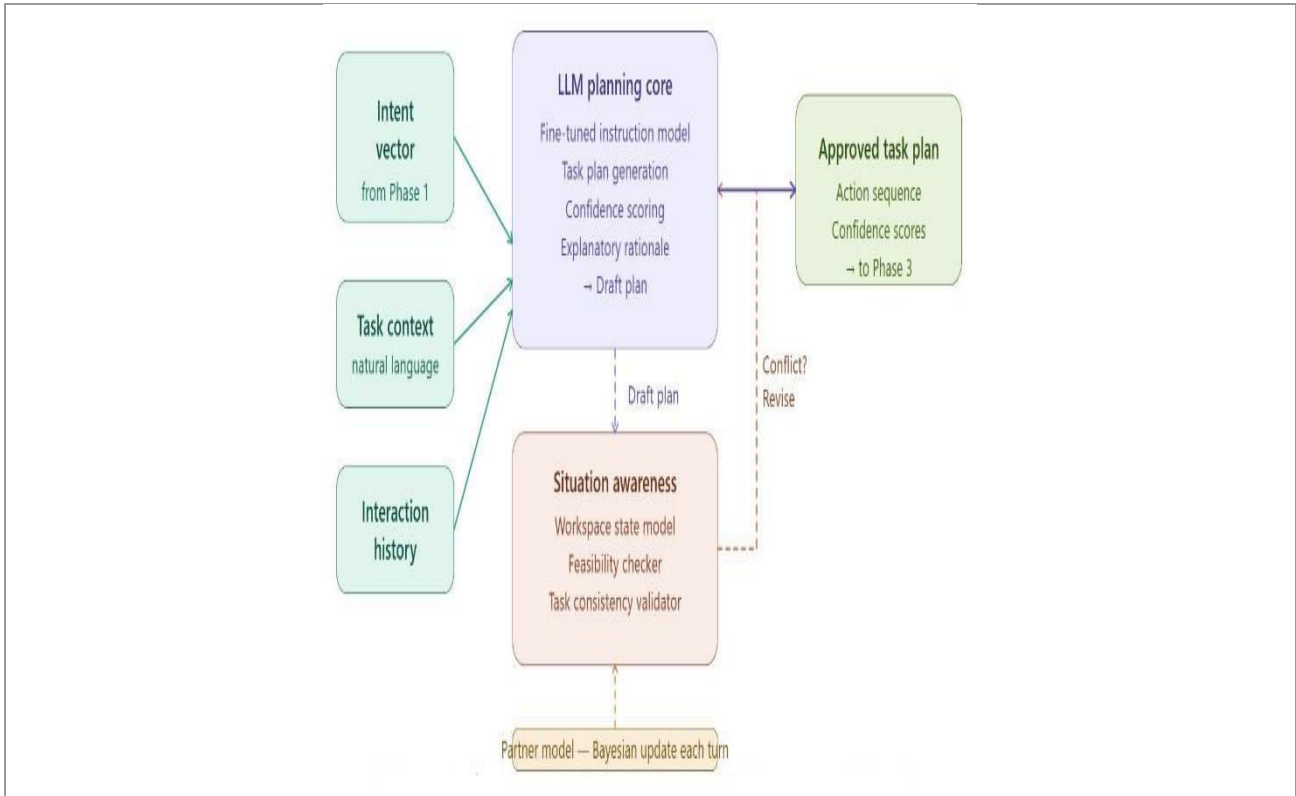 Intent
vector
from Phase 1
Task context
natural language
Interaction
history
LLM planning core
Fine-tuned instruction model
Task plan generation
Confidence scoring
Explanatory rationale
→ Draft plan
Draft plan
Situation awareness
Workspace state model
Feasibility checker
Task consistency validator
Partner model — Bayesian update each turn
Conflict?
Revise
Approved task plan
Action sequence
Confidence scores
→ to Phase 3